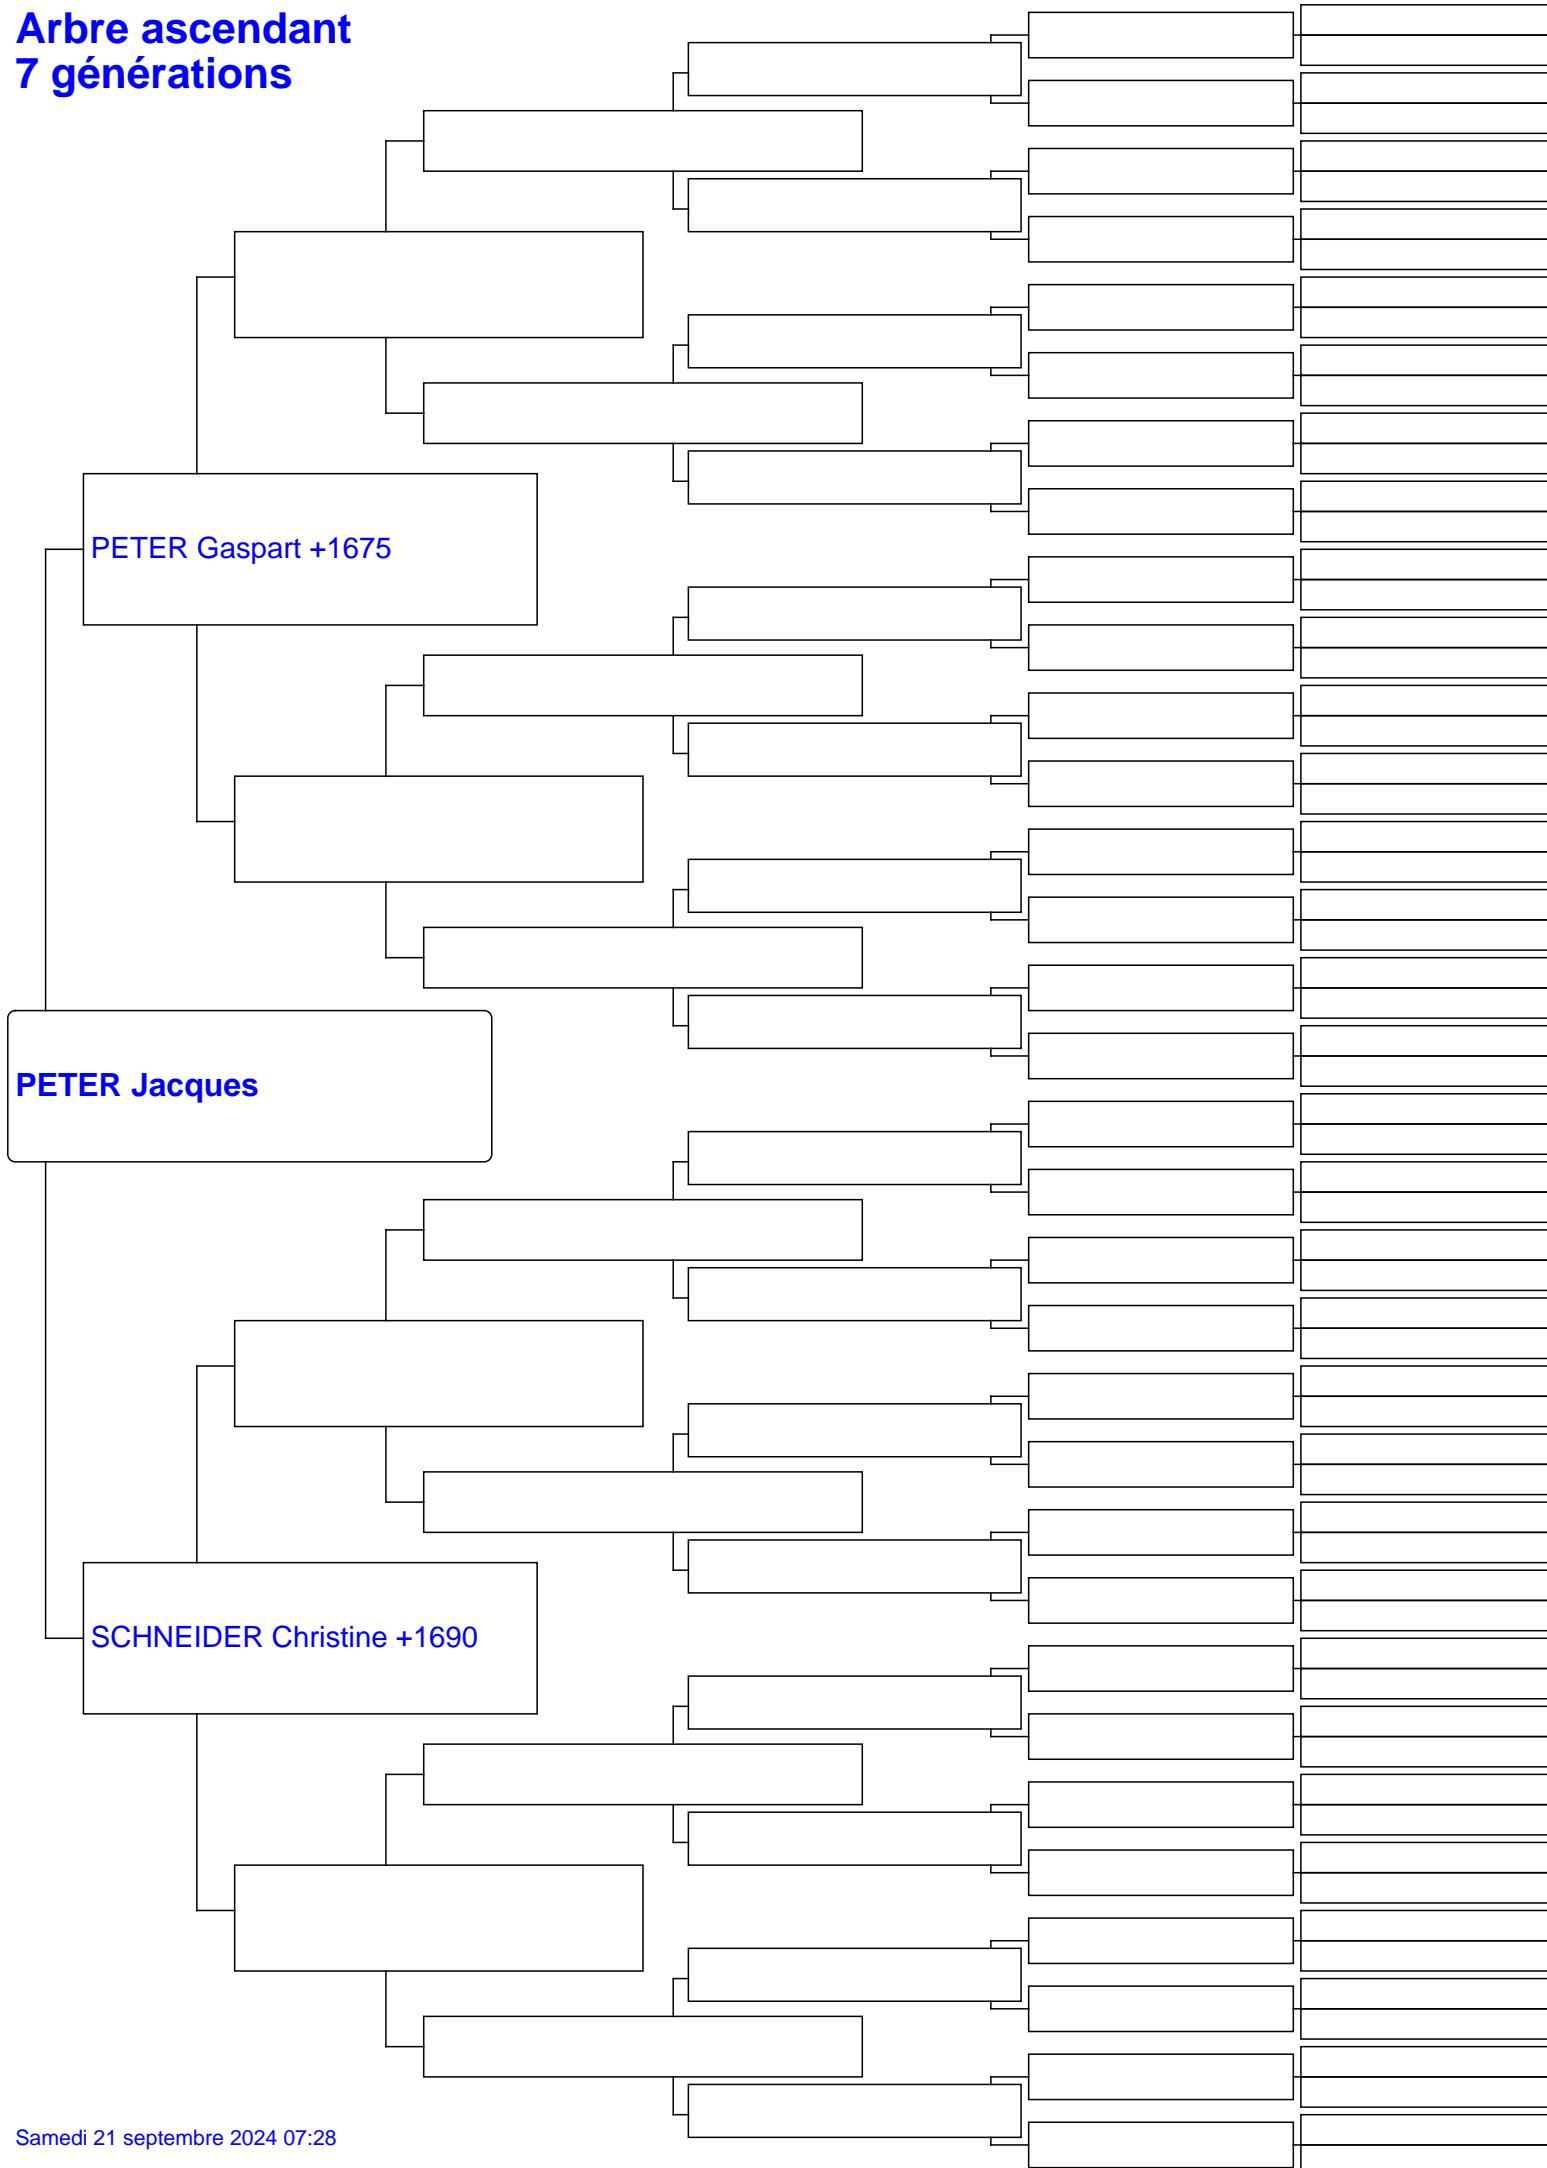 Arbre ascendant
7 générations
PETER Gaspart +1675
PETER Jacques
SCHNEIDER Christine +1690
Samedi 21 septembre 2024 07:28